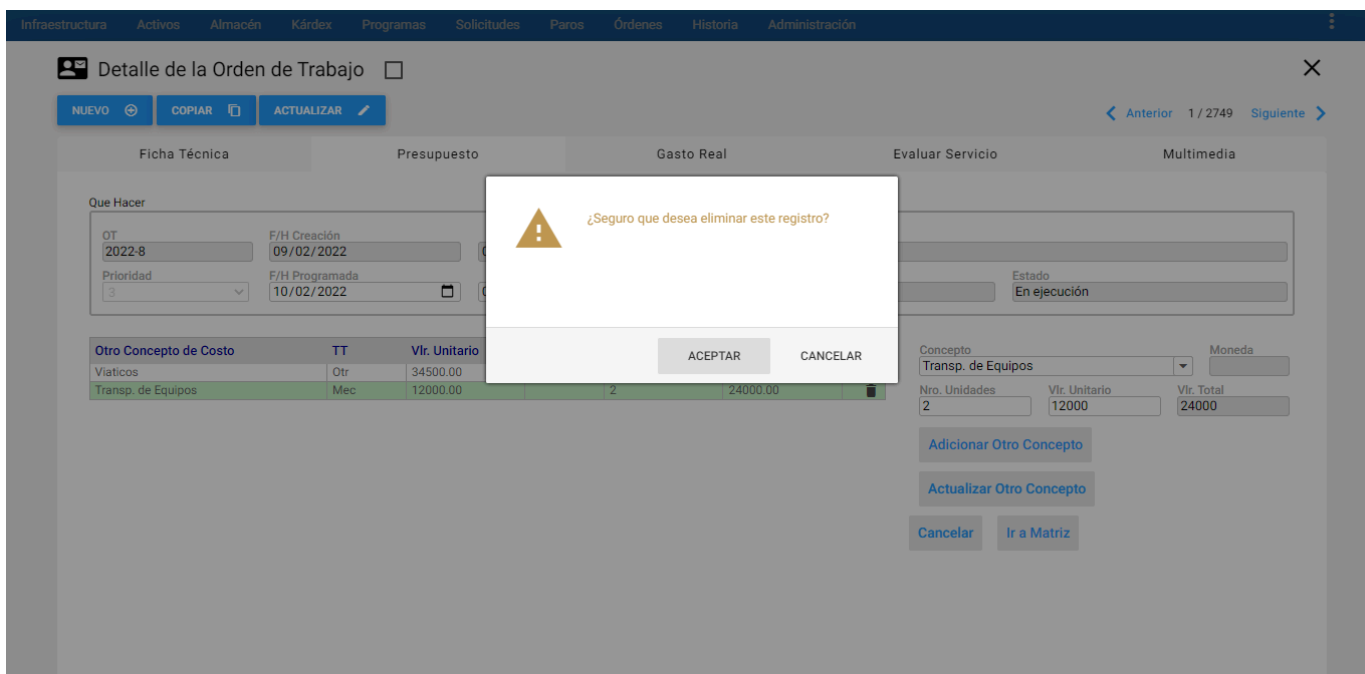 Infraestructura Activos Almacén Kárdex Programas Solicitudes Paros Órdenes Historia Administración
Detalle de la Orden de Trabajo
NUEVO COPIAR ACTUALIZAR
Anterior 1 / 2749 Siguiente
Ficha Técnica Presupuesto Gasto Real Evaluar Servicio Multimedia
Que Hacer
¿Seguro que desea eliminar este registro?
OT F/H Creación
2022-8 09/02/2022
Prioridad F/H Programada Estado
3 10/02/2022 En ejecución
ACEPTAR CANCELAR
Otro Concepto de Costo TT Vlr. Unitario
Viaticos Otr 34500.00
Transp. de Equipos Mec 12000.00 2 24000.00
Concepto Moneda
Transp. de Equipos
Nro. Unidades Vlr. Unitario Vlr. Total
2 12000 24000
Adicionar Otro Concepto
Actualizar Otro Concepto
Cancelar Ir a Matriz